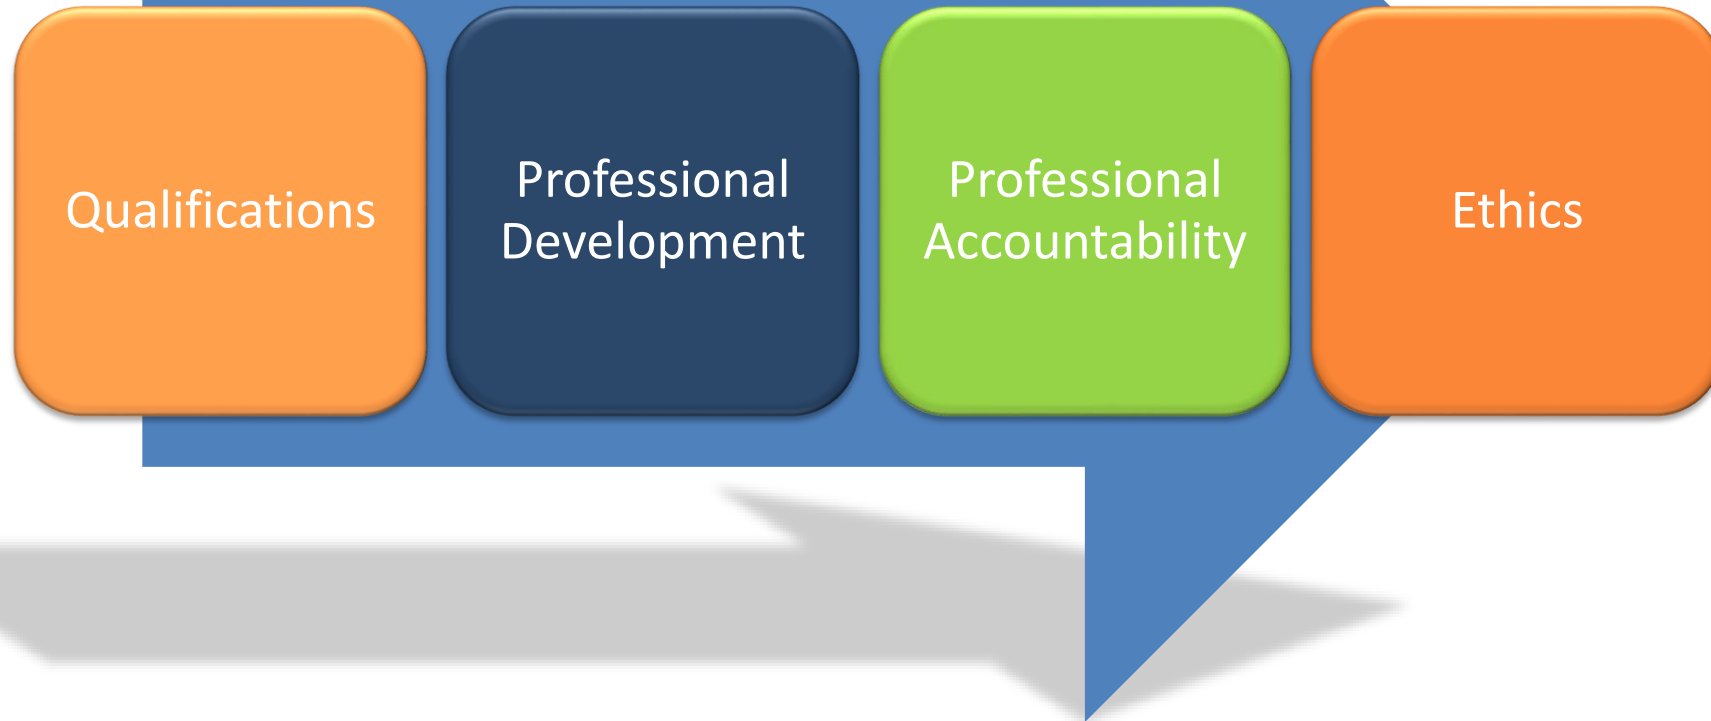 Qualifications
Professional
Development
Professional
Accountability
Ethics